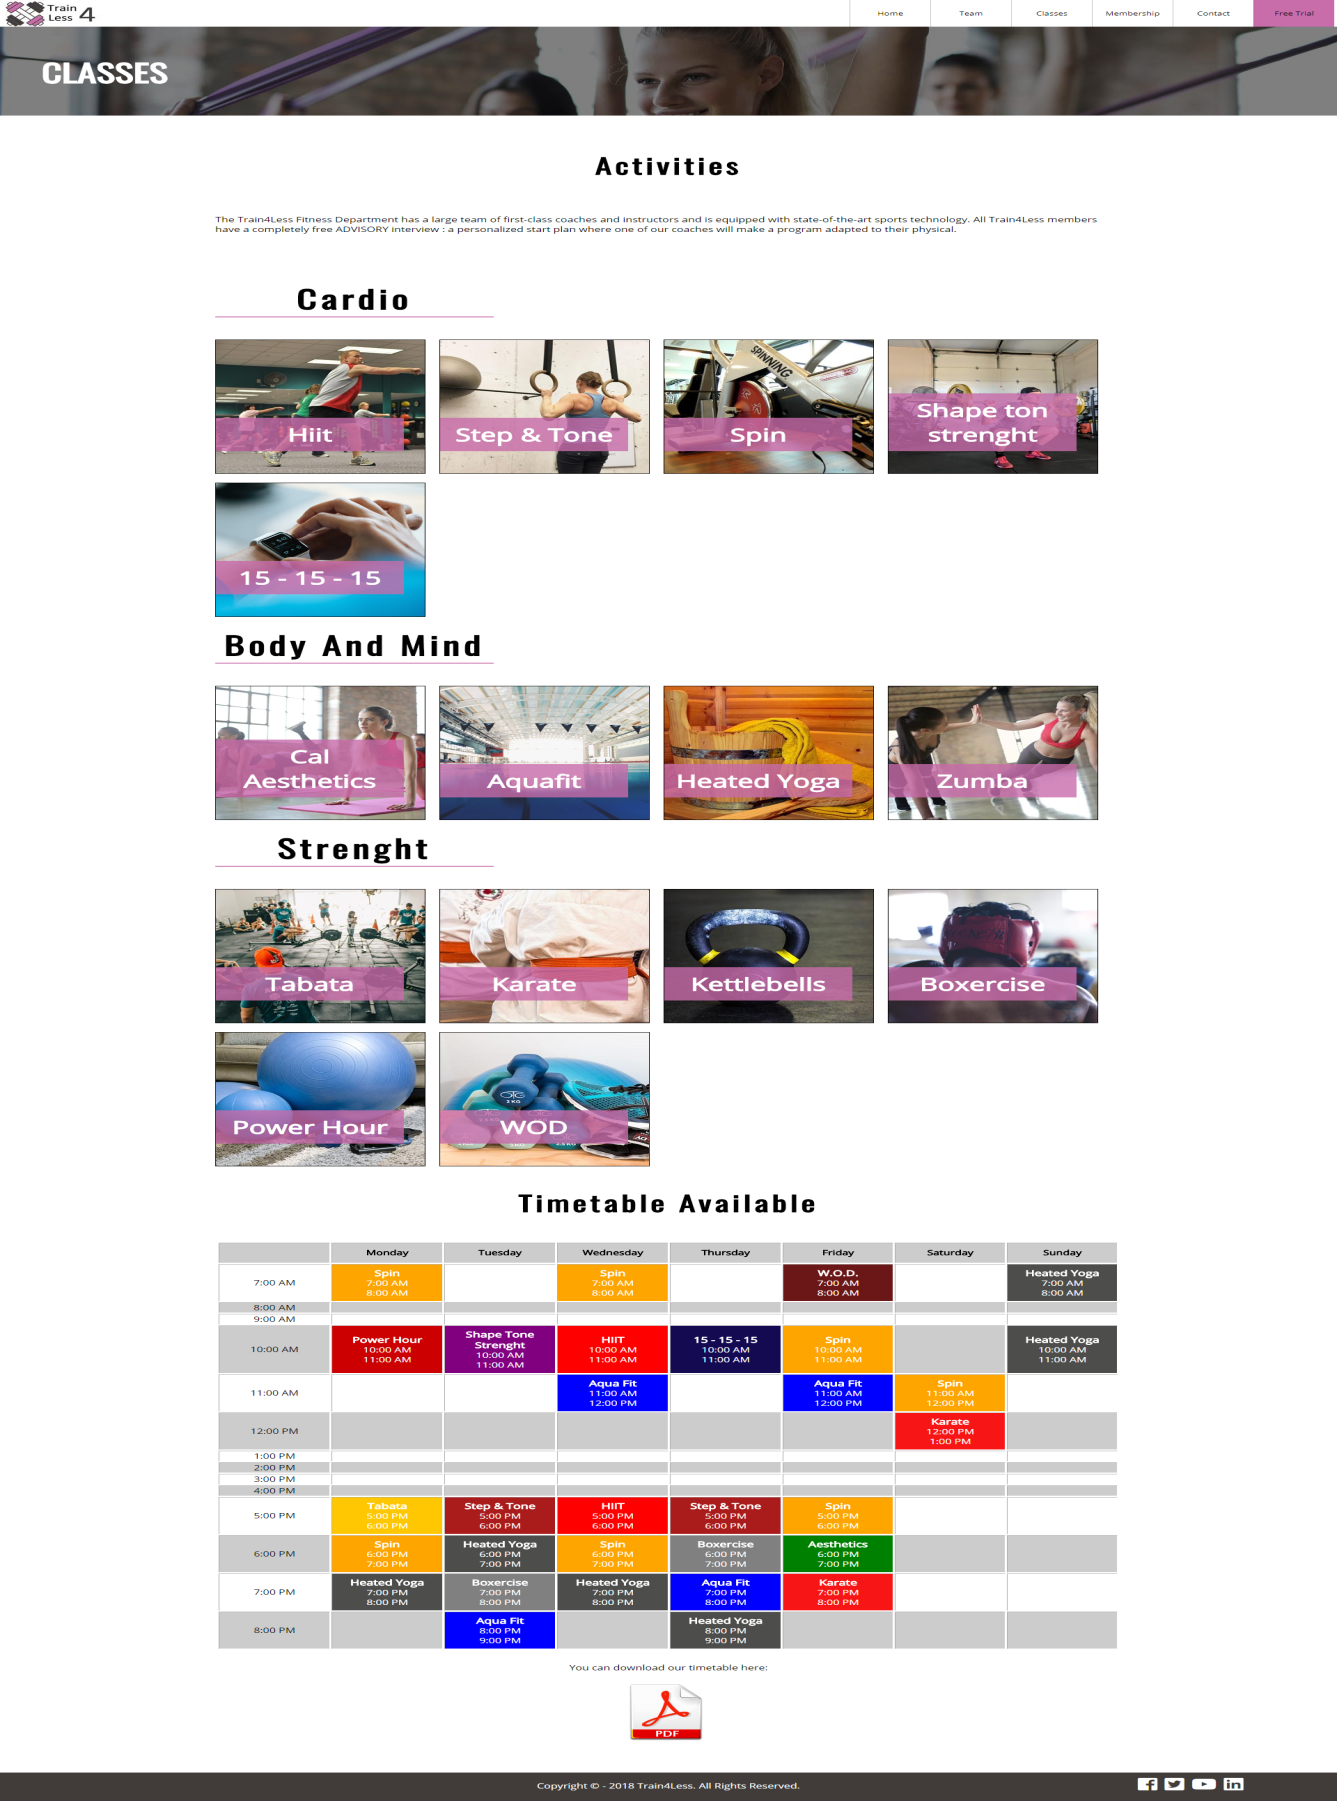 Train
Less 4
Home Team Classes Membership Contact Free Trial
CLASSES
Activities
The Train4Less Fitness Department has a large team of first-class coaches and instructors and is equipped with state-of-the-art sports technology. All Train4Less members
have a completely free ADVISORY interview : a personalized start plan where one of our coaches will make a program adapted to their physical.
Cardio
SPINNING
Hiit
Step & Tone
Spin
Shape ton
strenght
15 - 15 - 15
Body And Mind
Cal
Aesthetics
Aquafit
Heated Yoga
Zumba
Strenght
Tabata
Karate
Kettlebells
Boxercise
Power Hour
WOD
Timetable Available
Monday Tuesday Wednesday Thursday Friday Saturday Sunday
7:00 AM
Spin
7:00 AM
8:00 AM
Spin
7:00 AM
8:00 AM
W.O.D.
7:00 AM
8:00 AM
Heated Yoga
7:00 AM
8:00 AM
8:00 AM
9:00 AM
10:00 AM
Power Hour
10:00 AM
11:00 AM
Shape Tone
Strenght
10:00 AM
11:00 AM
HIIT
10:00 AM
11:00 AM
15 - 15 - 15
10:00 AM
11:00 AM
Spin
10:00 AM
11:00 AM
Heated Yoga
10:00 AM
11:00 AM
11:00 AM
Aqua Fit
11:00 AM
12:00 PM
Aqua Fit
11:00 AM
12:00 PM
Spin
11:00 AM
12:00 PM
12:00 PM
Karate
12:00 PM
1:00 PM
1:00 PM
2:00 PM
3:00 PM
4:00 PM
5:00 PM
Tabata
5:00 PM
6:00 PM
Step & Tone
5:00 PM
6:00 PM
HIIT
5:00 PM
6:00 PM
Step & Tone
5:00 PM
6:00 PM
Spin
5:00 PM
6:00 PM
6:00 PM
Spin
6:00 PM
7:00 PM
Heated Yoga
6:00 PM
7:00 PM
Spin
6:00 PM
7:00 PM
Boxercise
6:00 PM
7:00 PM
Aesthetics
6:00 PM
7:00 PM
7:00 PM
Heated Yoga
7:00 PM
8:00 PM
Boxercise
7:00 PM
8:00 PM
Heated Yoga
7:00 PM
8:00 PM
Aqua Fit
7:00 PM
8:00 PM
Karate
7:00 PM
8:00 PM
8:00 PM
Aqua Fit
8:00 PM
9:00 PM
Heated Yoga
8:00 PM
9:00 PM
You can download our timetable here:
PDF
Copyright © - 2018 Train4Less. All Rights Reserved.